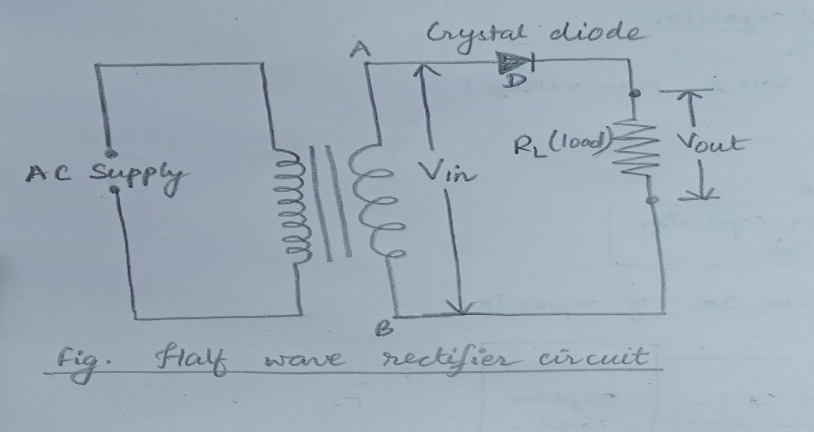 Crystal diode
A
D
AC Supply
Vin
RL (load)
Vout
B
Fig. Half wave rectifier circuit